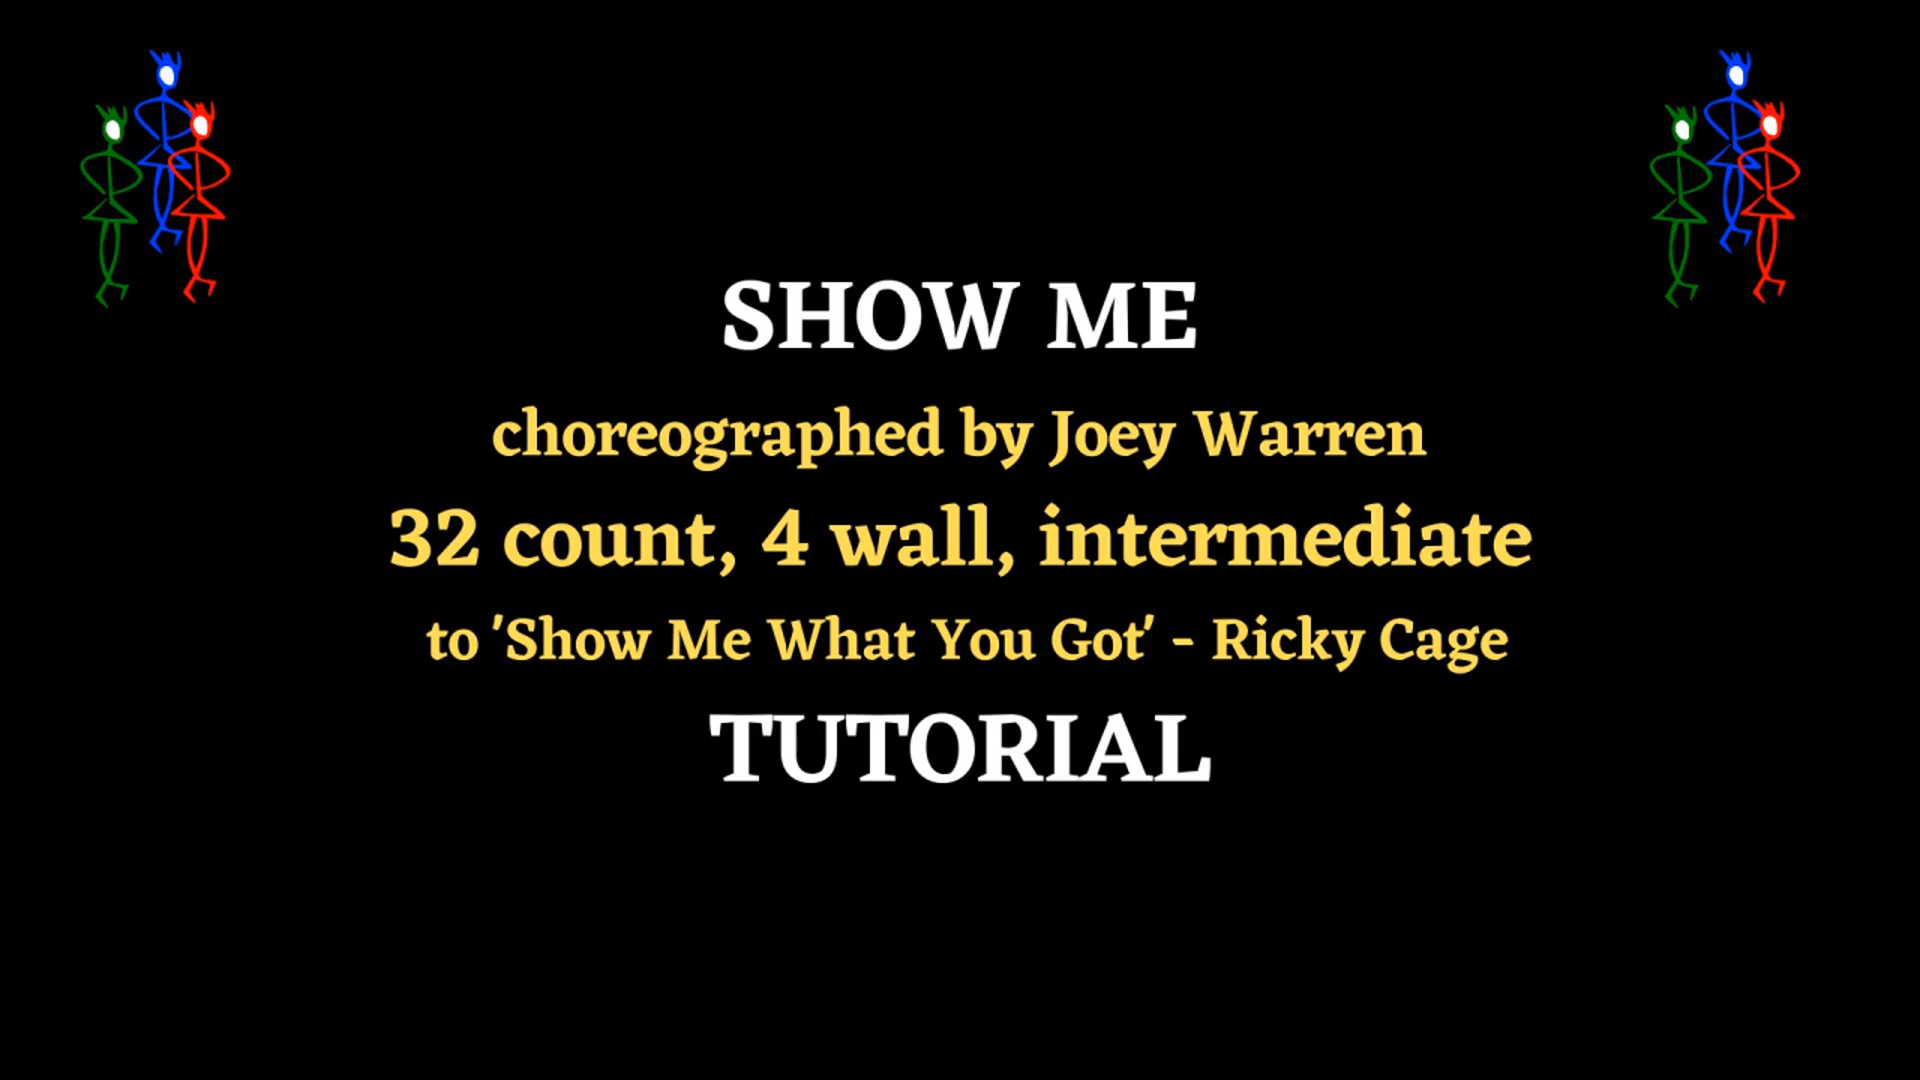 SHOW ME
choreographed by Joey Warren
32 count, 4 wall, intermediate
to 'Show Me What You Got' - Ricky Cage
TUTORIAL